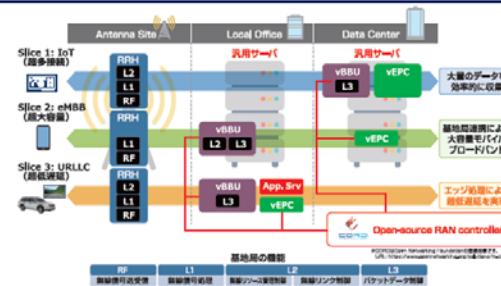 Antenna Site
Local Office
Data Center
Slice 1: IoT
(超多接続)
RRH
L2
L1
RF
汎用サーバ
汎用サーバ
vBBU
L3
vEPC
大量のデータを
効率的に収
Slice 2: eMBB
(超大容量)
RRH
L1
RF
vBBU
L2 L3
vEPC
基地局連携によ
大容量モバイル
ブロードバンド
Slice 3: URLLC
(超低遅延)
RRH
L2
L1
RF
vBBU
L3
App. Srv
vEPC
エッジ処理によ
超低遅延を実
Open-source RAN controller
基地局の機能
RF
L1
L2
L3
無線信号送受信
無線信号処理
無線リソース管理制御
無線リンク制御
パケットデータ制御